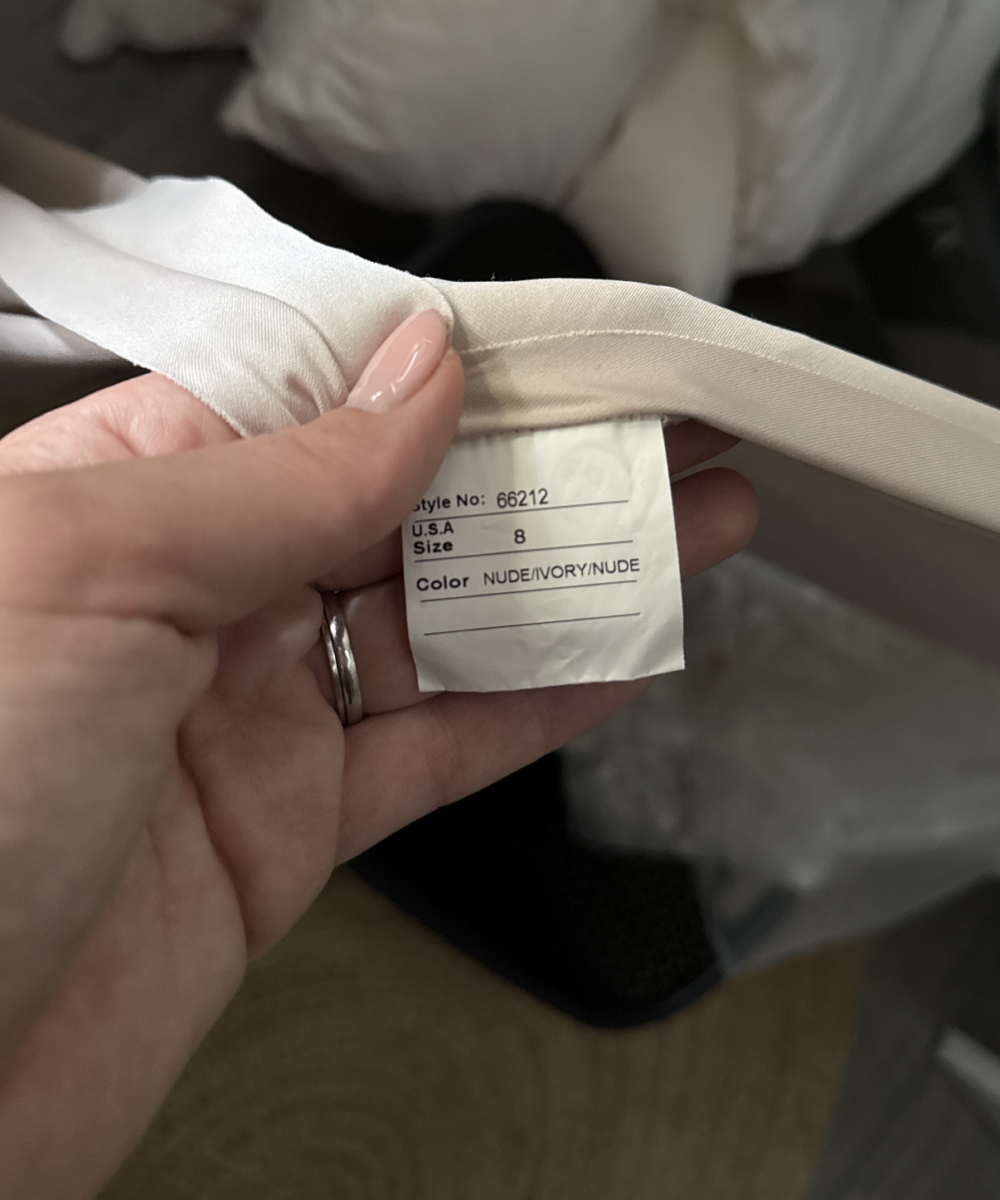 Style No: 66212
U.S.A
Size 8
Color NUDE/IVORY/NUDE